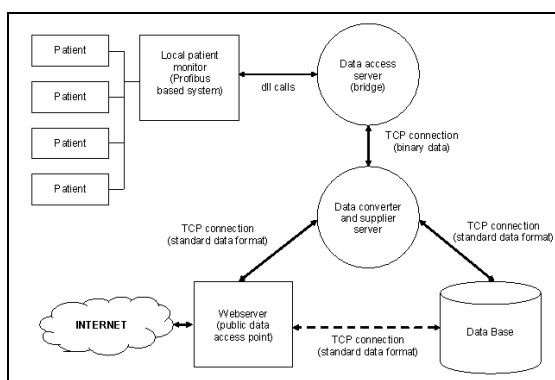 Patient
Patient
Patient
Patient
Local patient
monitor
(Profibus
based system)
dll calls
Data access
server
(bridge)
TCP connection
(binary data)
Data converter
and supplier
server
TCP connection
(standard data format)
TCP connection
(standard data format)
INTERNET
Webserver
(public data
access point)
TCP connection
(standard data format)
Data Base